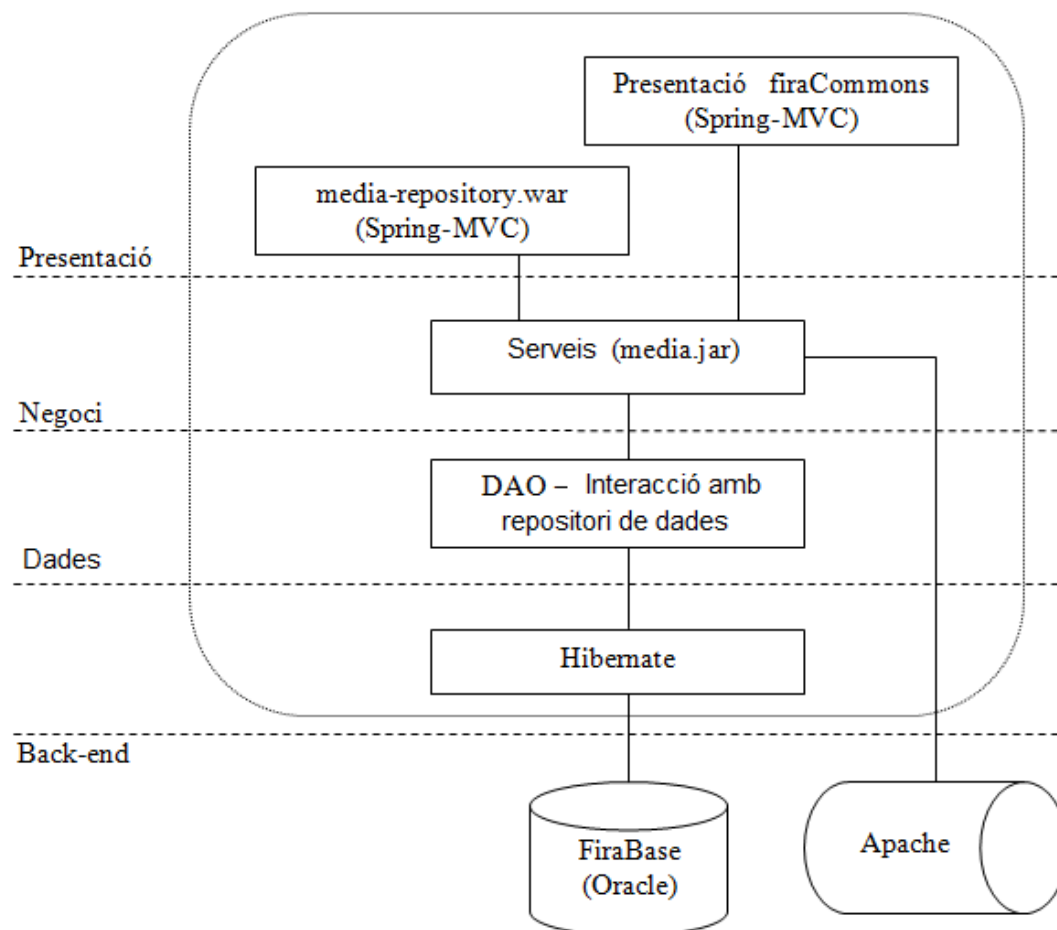 Presentació firaCommons
(Spring-MVC)
media-repository.war
(Spring-MVC)
Presentació
Serveis (media.jar)
Negoci
DAO – Interacció amb
repositori de dades
Dades
Hibernate
Back-end
FiraBase
(Oracle)
Apache